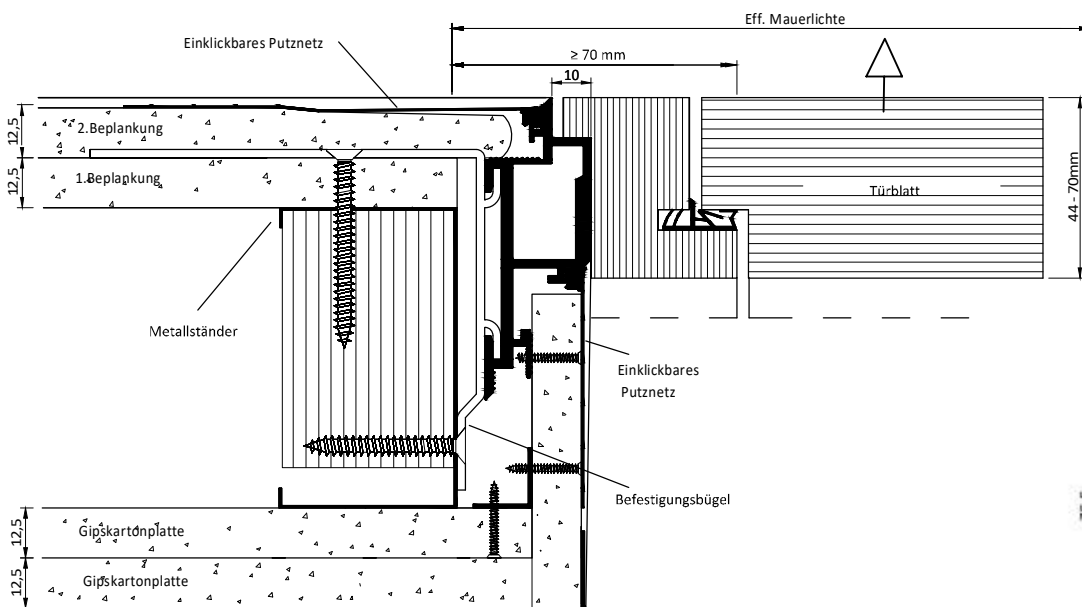 Eff. Mauerlichte
Einklickbares Putznetz
≥ 70 mm
10
12,5
2.Beplankung
12,5
1.Beplankung
Türblatt
44 - 70mm
Metallständer
Einklickbares
Putznetz
Befestigungsbügel
12,5
Gipskartonplatte
12,5
Gipskartonplatte